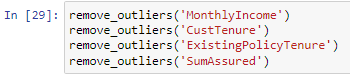 In [29]: remove_outliers('MonthlyIncome')
remove_outliers('CustTenure')
remove_outliers('ExistingPolicyTenure')
remove_outliers('SumAssured')